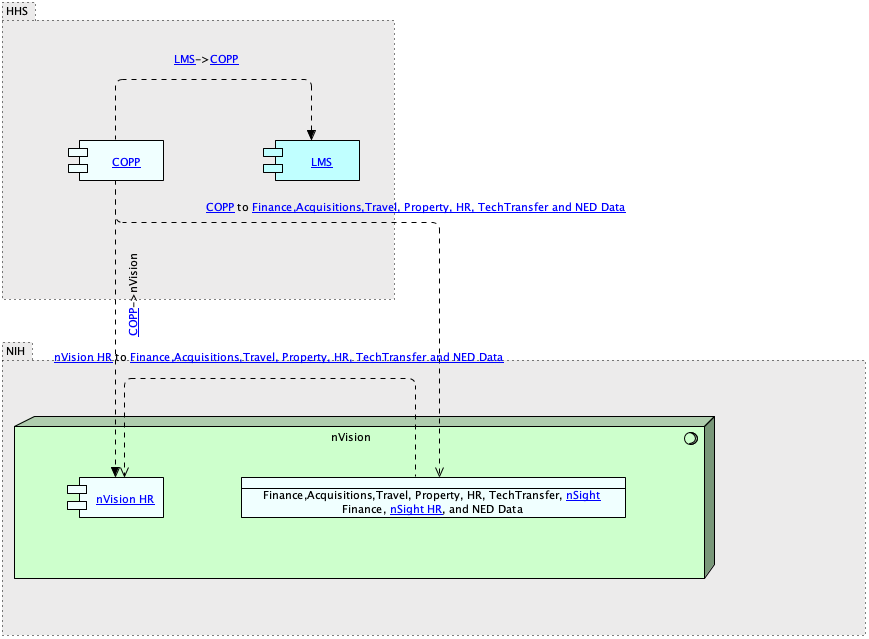 HHS
LMS->COPP
COPP
LMS
COPP to Finance,Acquisitions,Travel, Property, HR, TechTransfer and NED Data
COPP->nVision
NIH
nVision HR to Finance,Acquisitions,Travel, Property, HR, TechTransfer and NED Data
nVision
nVision HR
Finance,Acquisitions,Travel, Property, HR, TechTransfer, nSight
Finance, nSight HR, and NED Data